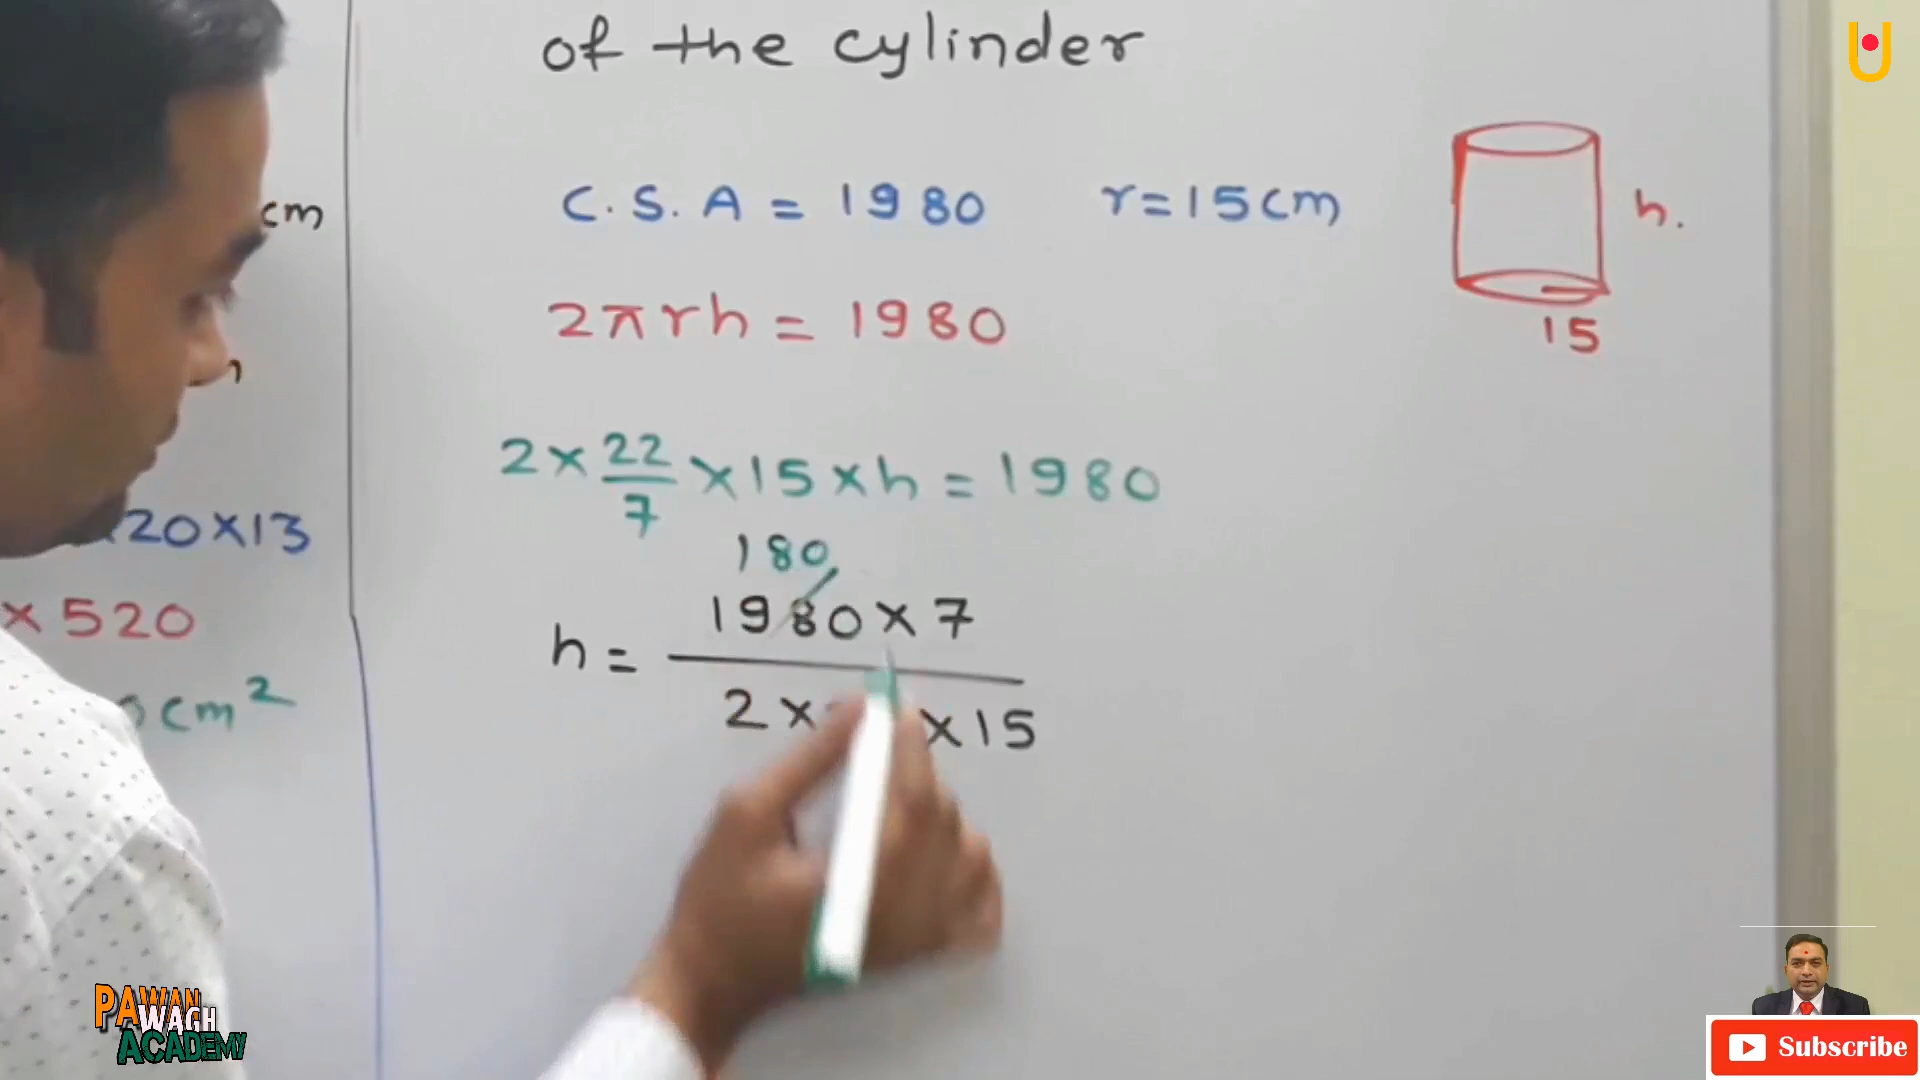 of the cylinder
cm
C.S.A = 1980 r=15cm
h.
2πrh = 1980
15
2 × 22/7 × 15 × h = 1980
20×13
180
× 520
h = 1980 × 7
2 × × 15
cm²
PAWAN
WAGH
ACADEMY
Subscribe